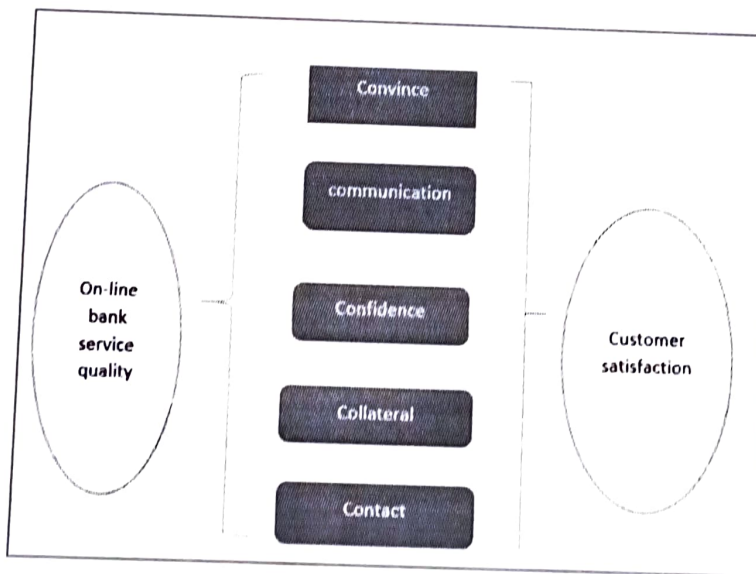 Convince
communication
On-line
bank
service
quality
Confidence
Customer
satisfaction
Collateral
Contact